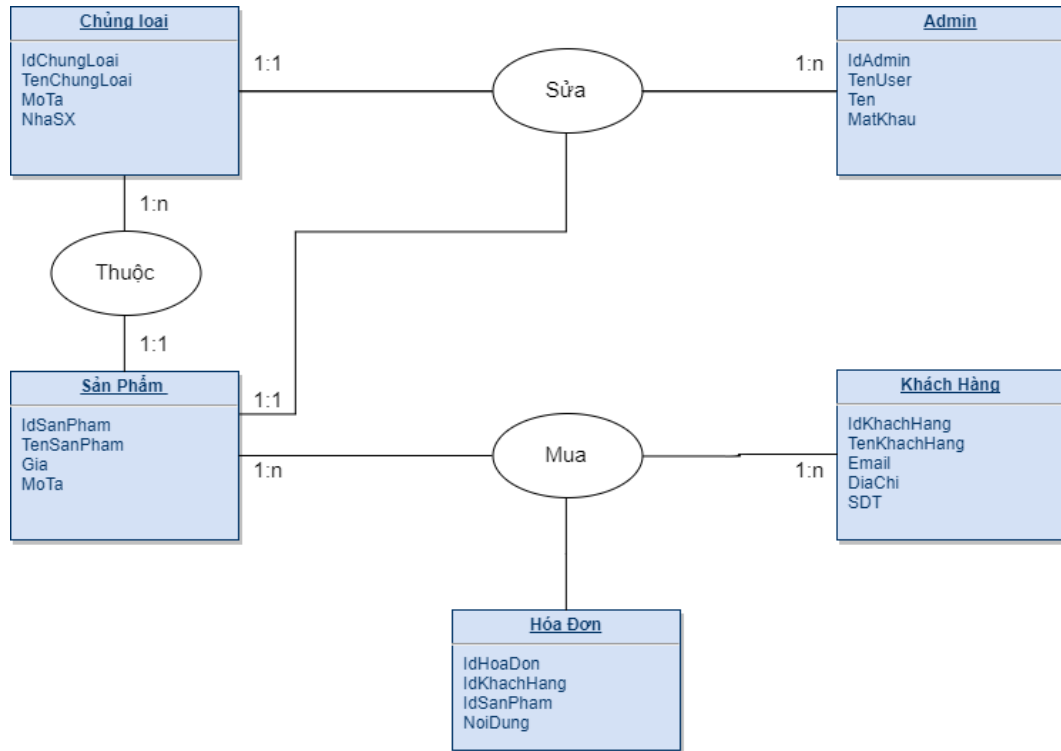 Chủng loai
IdChungLoai
TenChungLoai
MoTa
NhaSX
1:1
Sửa
1:n
Admin
IdAdmin
TenUser
Ten
MatKhau
1:n
Thuộc
1:1
Sản Phẩm
IdSanPham
TenSanPham
Gia
MoTa
1:1
1:n
Mua
1:n
Khách Hàng
IdKhachHang
TenKhachHang
Email
DiaChi
SDT
Hóa Đơn
IdHoaDon
IdKhachHang
IdSanPham
NoiDung